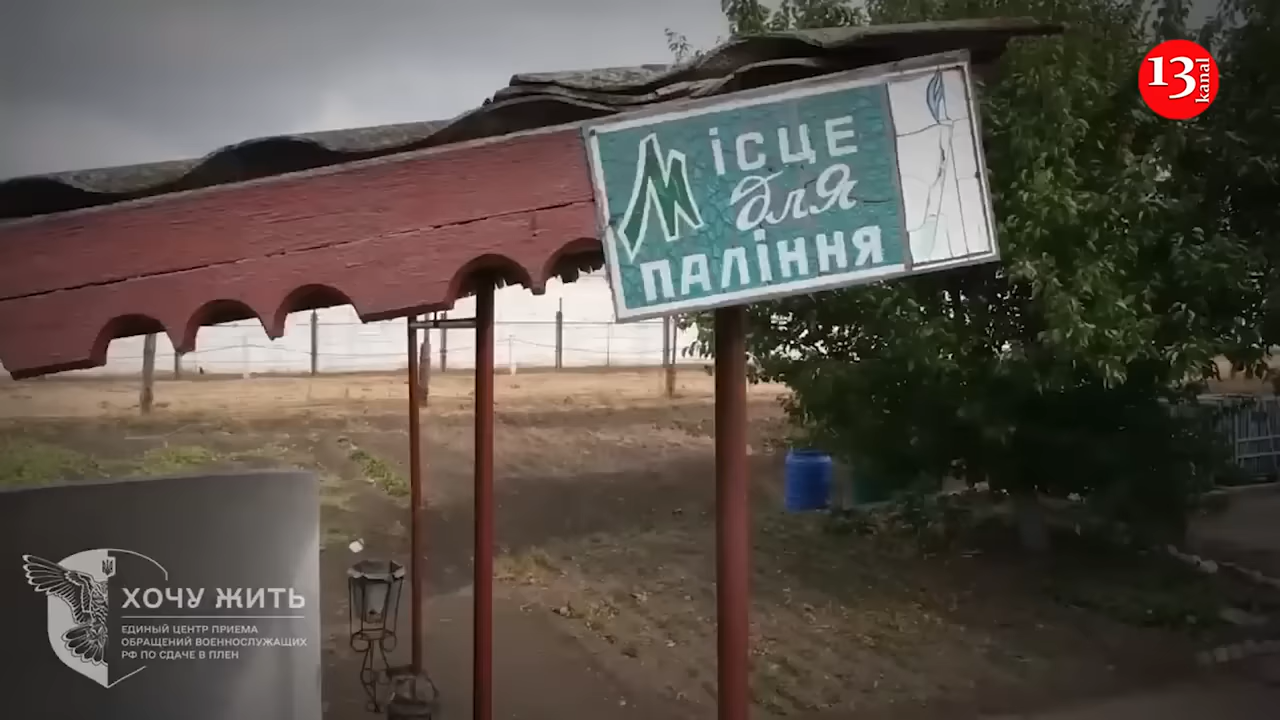 13 kanal
Місце
для
паління
ХОЧУ ЖИТЬ
ЕДИНЫЙ ЦЕНТР ПРИЕМА
ОБРАЩЕНИЙ ВОЕННОСЛУЖАЩИХ
РФ ПО СДАЧЕ В ПЛЕН